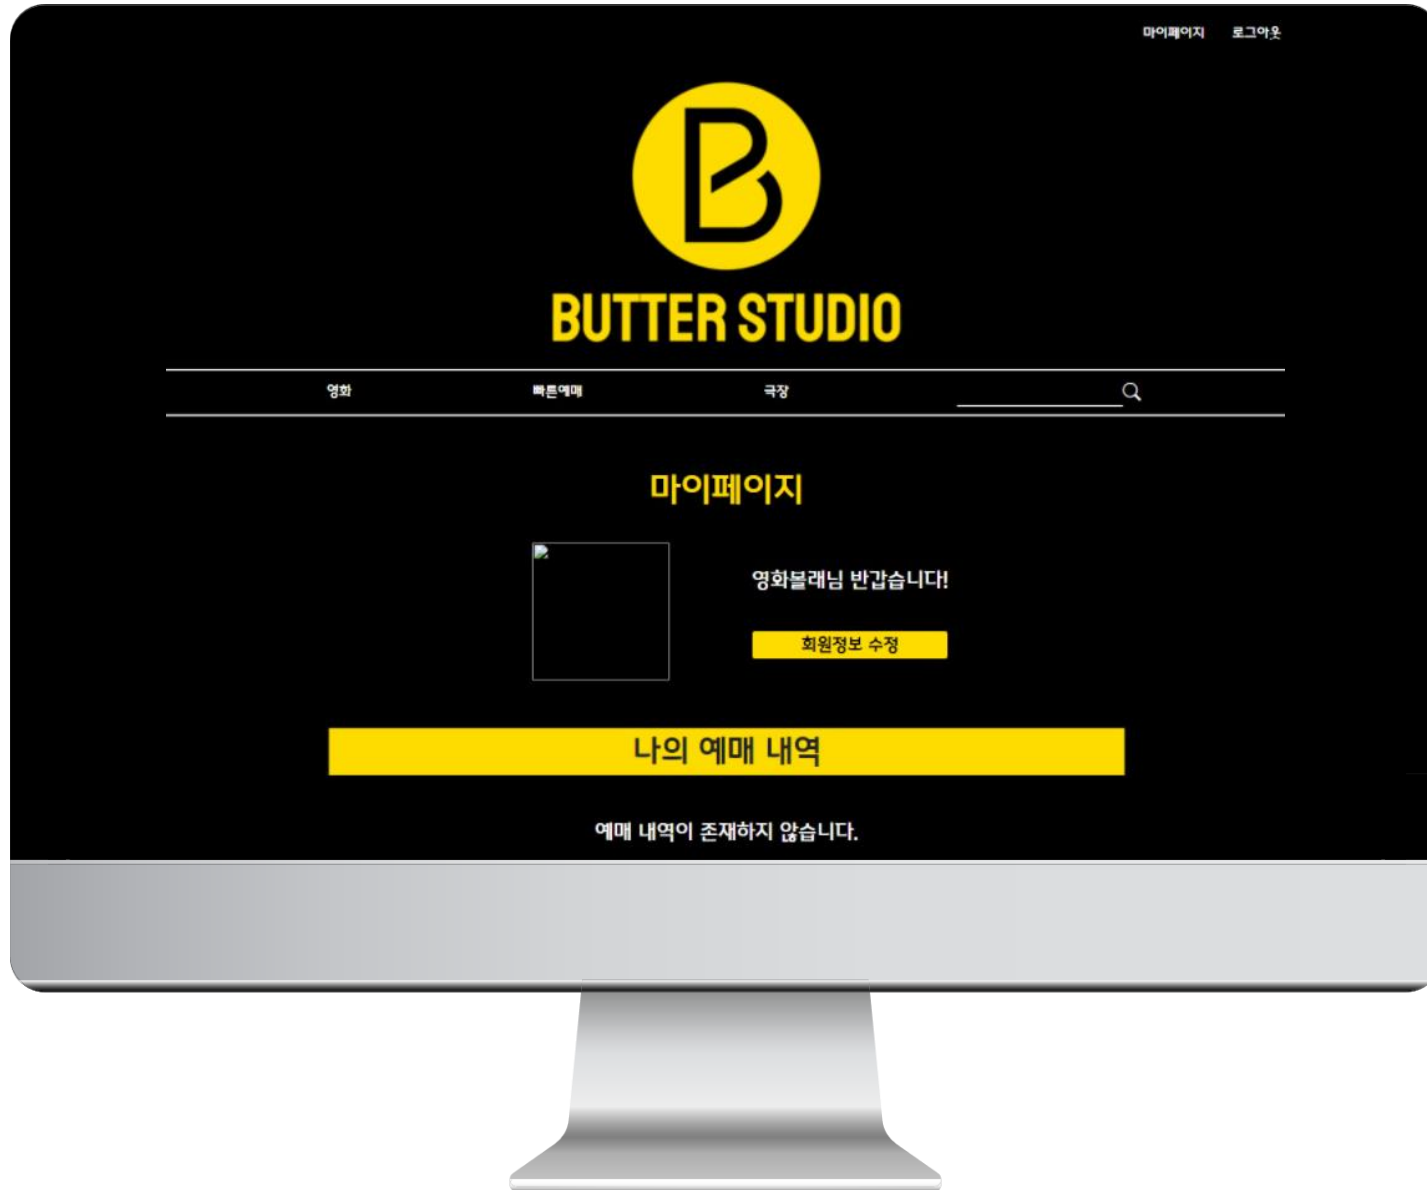 마이페이지 로그아웃
B
BUTTER STUDIO
영화 빠른예매 극장
마이페이지
영화볼래님 반갑습니다!
회원정보 수정
나의 예매 내역
예매 내역이 존재하지 않습니다.